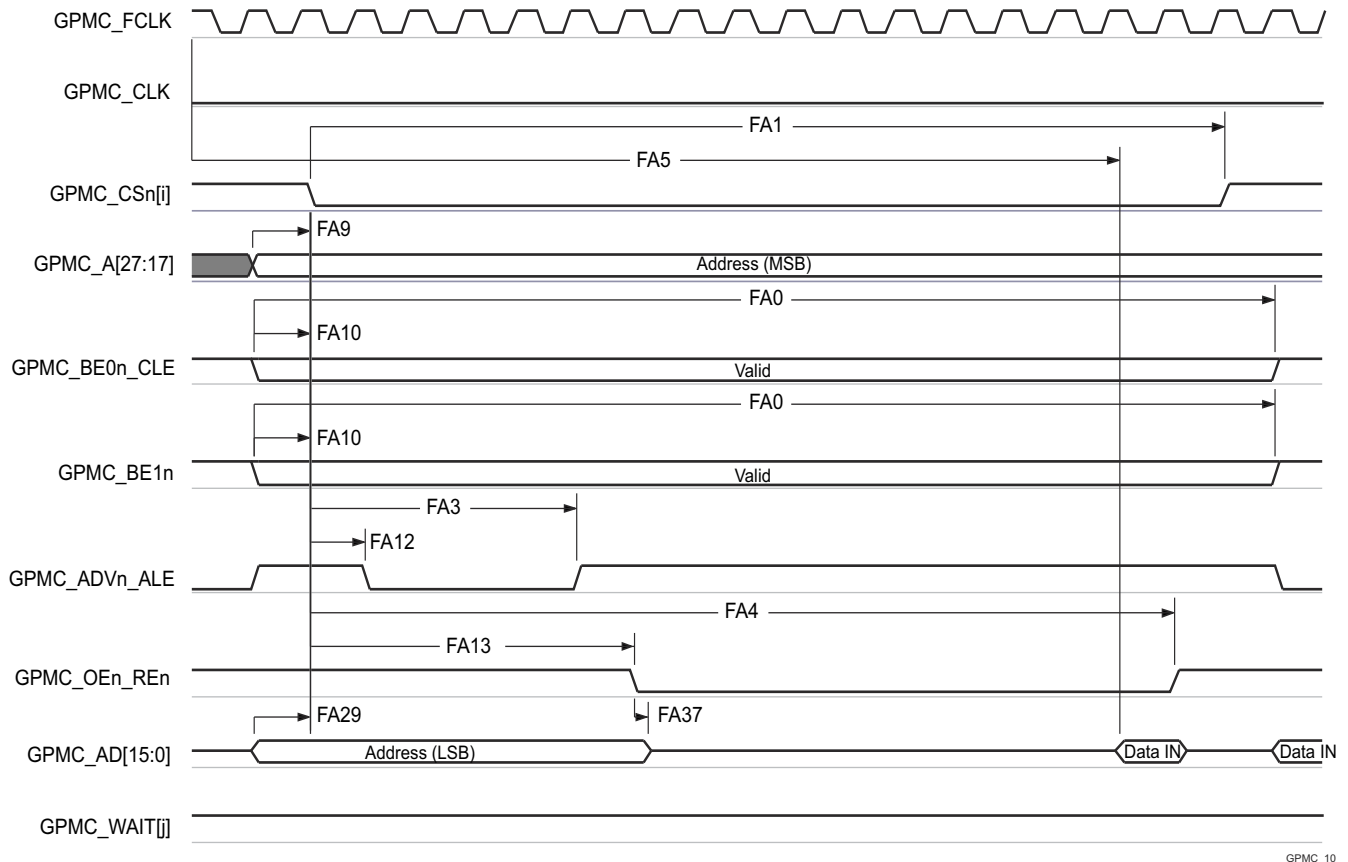 GPMC_FCLK
GPMC_CLK
FA1
FA5
GPMC_CSn[i]
FA9
GPMC_A[27:17] Address (MSB)
FA0
FA10
GPMC_BE0n_CLE Valid
FA0
FA10
GPMC_BE1n Valid
FA3
FA12
GPMC_ADVn_ALE
FA4
FA13
GPMC_OEn_REn
FA29 FA37
GPMC_AD[15:0] Address (LSB) Data IN Data IN
GPMC_WAIT[j]
GPMC_10